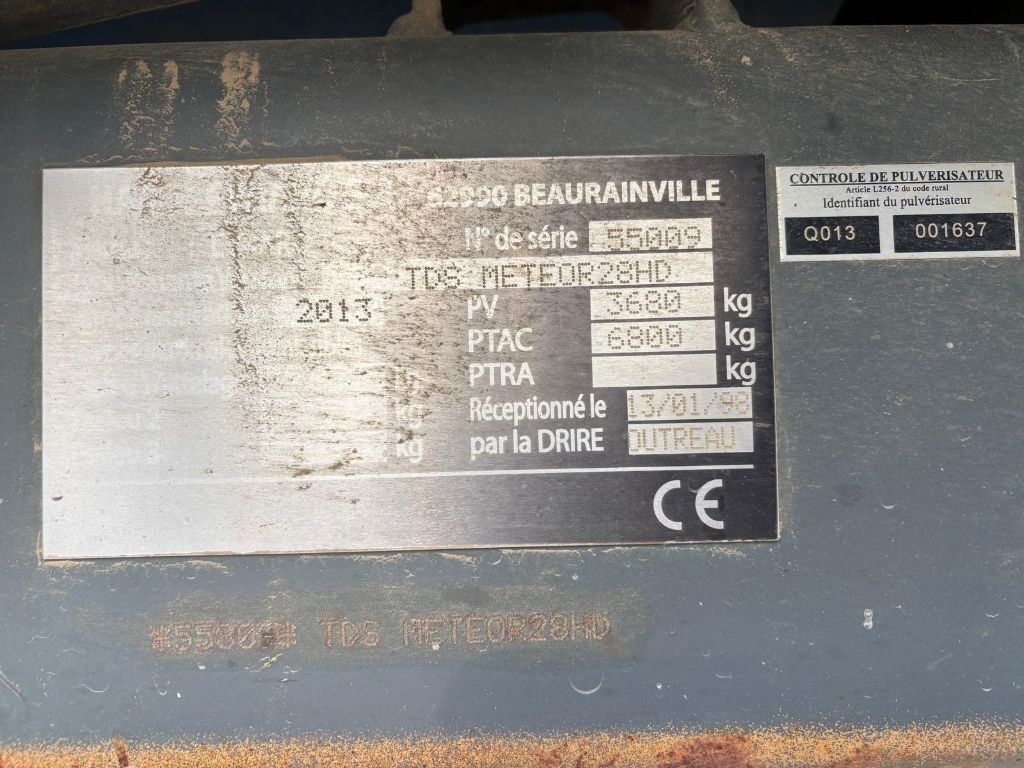 62990 BEAURAINVILLE
N° de série 55009
TDS METEOR28HD
2013 PV 3680 kg
PTAC 6800 kg
PTRA kg
kg Réceptionné le 13/01/98
kg par la DRIRE OUTREAU
CE
CONTROLE DE PULVERISATEUR
Article L256-2 du code rural
Identifiant du pulvérisateur
Q013 001637
*55009* TDS METEOR28HD